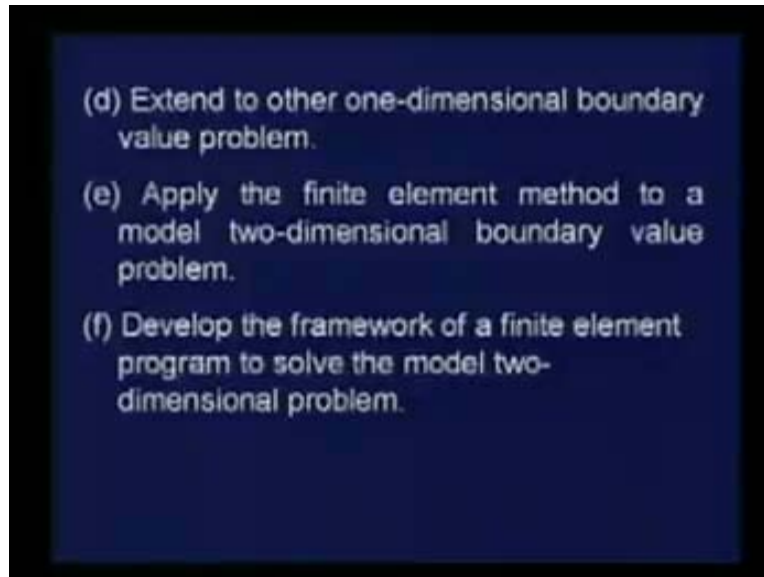 (d) Extend to other one-dimensional boundary
value problem.
(e) Apply the finite element method to a
model two-dimensional boundary value
problem.
(f) Develop the framework of a finite element
program to solve the model two-
dimensional problem.